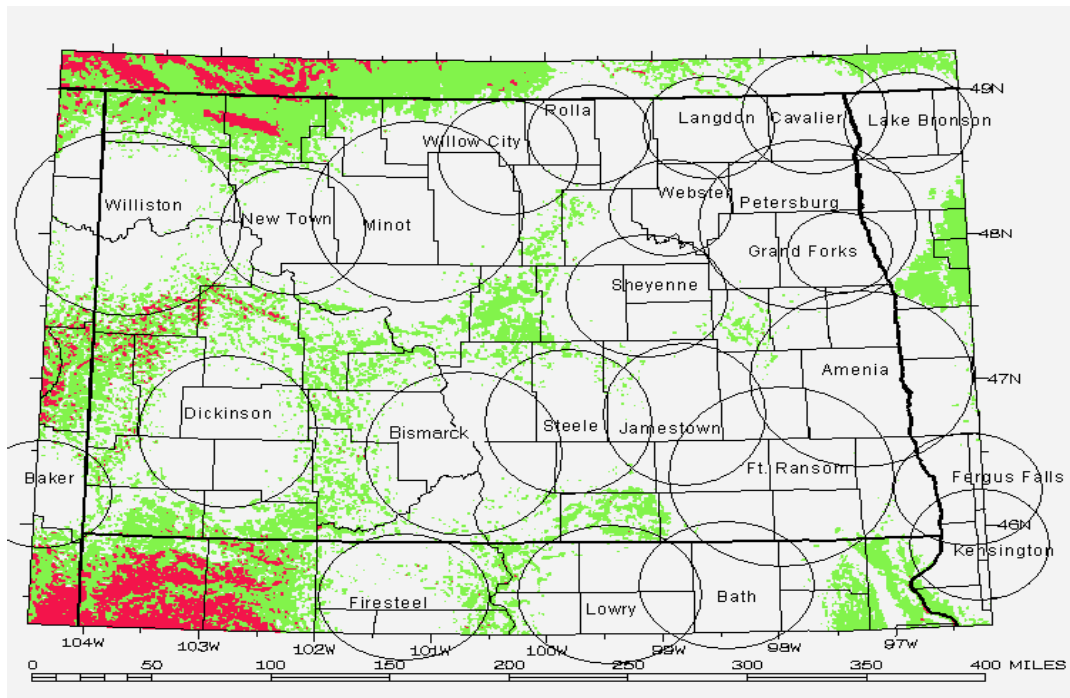 49N
Rolla
Willow City
Langdon
Cavalier
Lake Bronson
Webster
Petersburg
Williston
New Town
Minot
48N
Grand Forks
Sheyenne
Amenia
47N
Dickinson
Bismarck
Steele
Jamestown
Ft. Ransom
Baker
Fergus Falls
46N
Kensington
Firesteel
Lowry
Bath
104W
103W
102W
101W
100W
99W
98W
97W
0
50
100
150
200
250
300
350
400 MILES